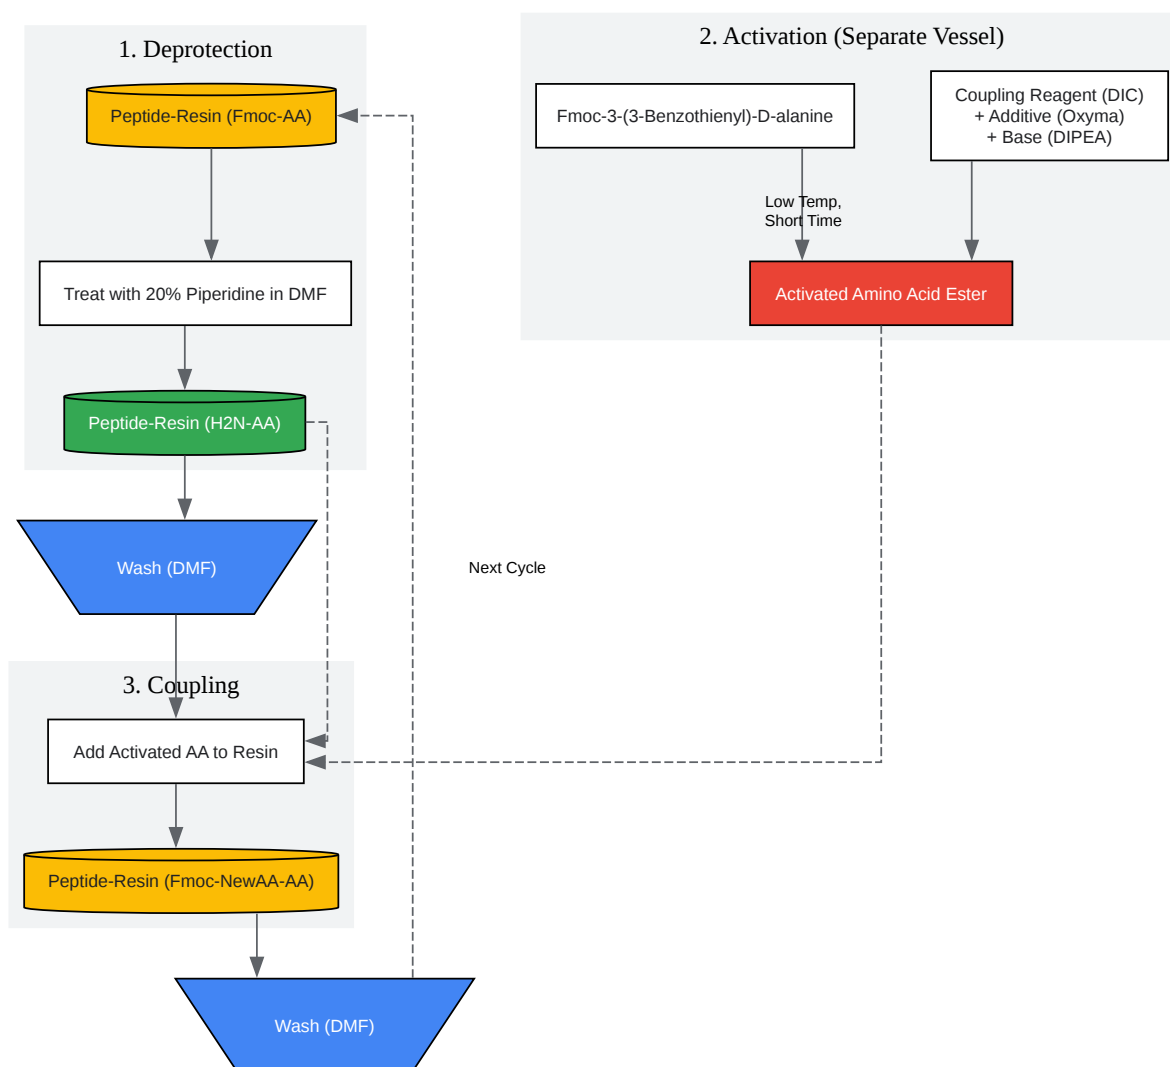 1. Deprotection
Peptide-Resin (Fmoc-AA)
Treat with 20% Piperidine in DMF
Peptide-Resin (H2N-AA)
Wash (DMF)
2. Activation (Separate Vessel)
Fmoc-3-(3-Benzothienyl)-D-alanine
Coupling Reagent (DIC)
+ Additive (Oxyma)
+ Base (DIPEA)
Low Temp,
Short Time
Activated Amino Acid Ester
Next Cycle
3. Coupling
Add Activated AA to Resin
Peptide-Resin (Fmoc-NewAA-AA)
Wash (DMF)